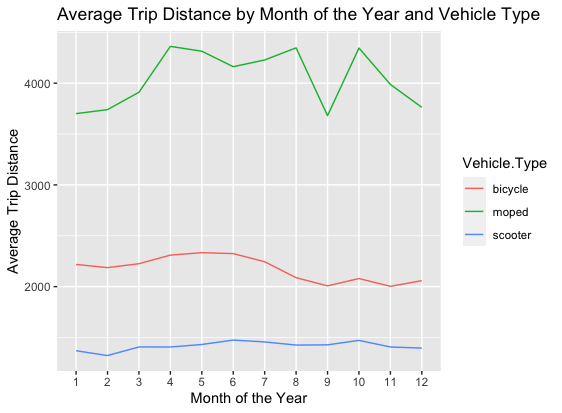 Average Trip Distance by Month of the Year and Vehicle Type
Average Trip Distance
4000
3000
2000
1 2 3 4 5 6 7 8 9 10 11 12
Month of the Year
Vehicle.Type
bicycle
moped
scooter